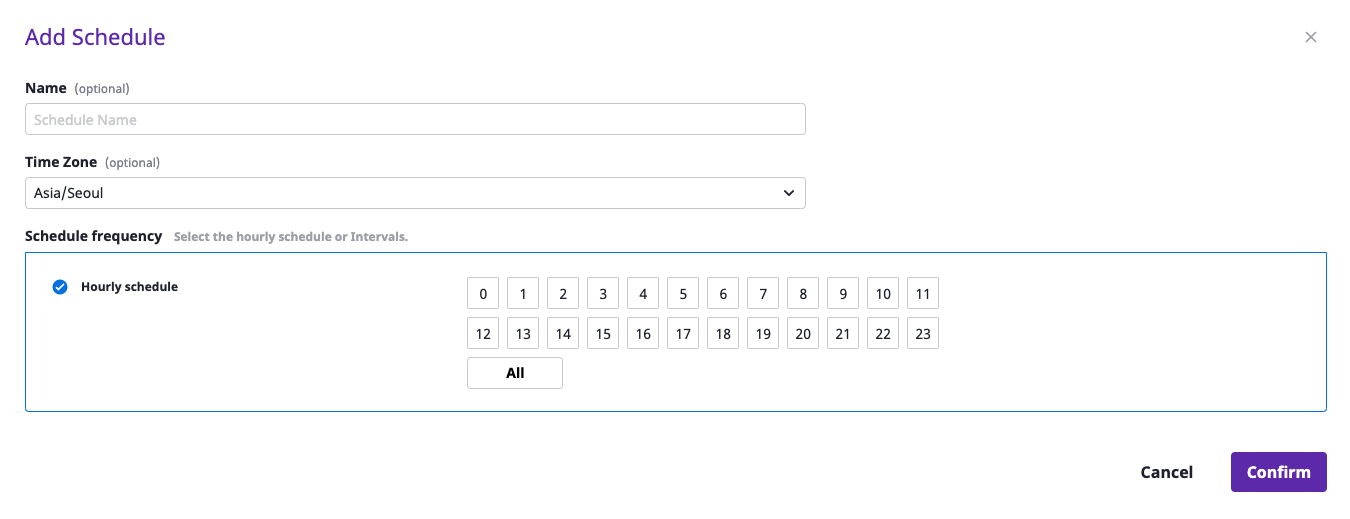 Add Schedule
Name (optional)
Schedule Name
Time Zone (optional)
Asia/Seoul
Schedule frequency Select the hourly schedule or Intervals.
Hourly schedule 0 1 2 3 4 5 6 7 8 9 10 11
12 13 14 15 16 17 18 19 20 21 22 23
All
Cancel Confirm